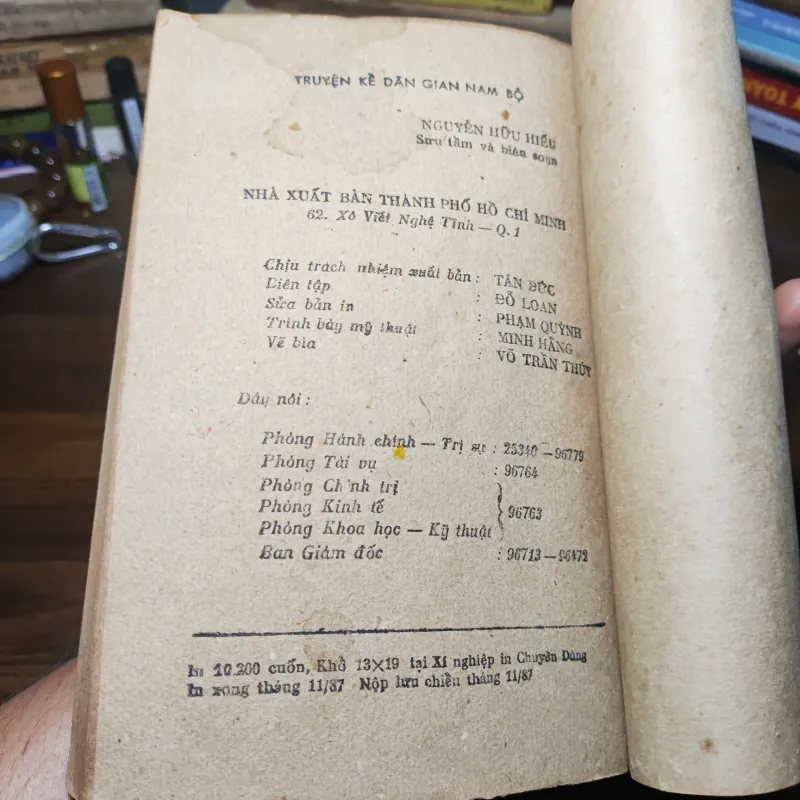 TRUYỆN KỂ DÂN GIAN NAM BỘ
NGUYỄN HỮU HIẾU
Sưu tầm và biên soạn
NHÀ XUẤT BẢN THÀNH PHỐ HỒ CHÍ MINH
62. Xô Viết Nghệ Tĩnh — Q.1
Chịu trách nhiệm xuất bản : TÂN ĐỨC
Biên tập : ĐỖ LOAN
Sửa bản in : PHẠM QUỲNH
Trình bày mỹ thuật : MINH HẰNG
Vẽ bìa : VÕ TRẦN THÚY
Dây nói :
Phòng Hành chính — Trị sự : 25340 — 96779
Phòng Tài vụ : 96764
Phòng Chính trị
Phòng Kinh tế } 96763
Phòng Khoa học — Kỹ thuật
Ban Giám đốc : 96713 — 96472
In 10.200 cuốn, Khổ 13×19 tại Xí nghiệp in Chuyên Dùng
In xong tháng 11/87 Nộp lưu chiểu tháng 11/87
TOÁN